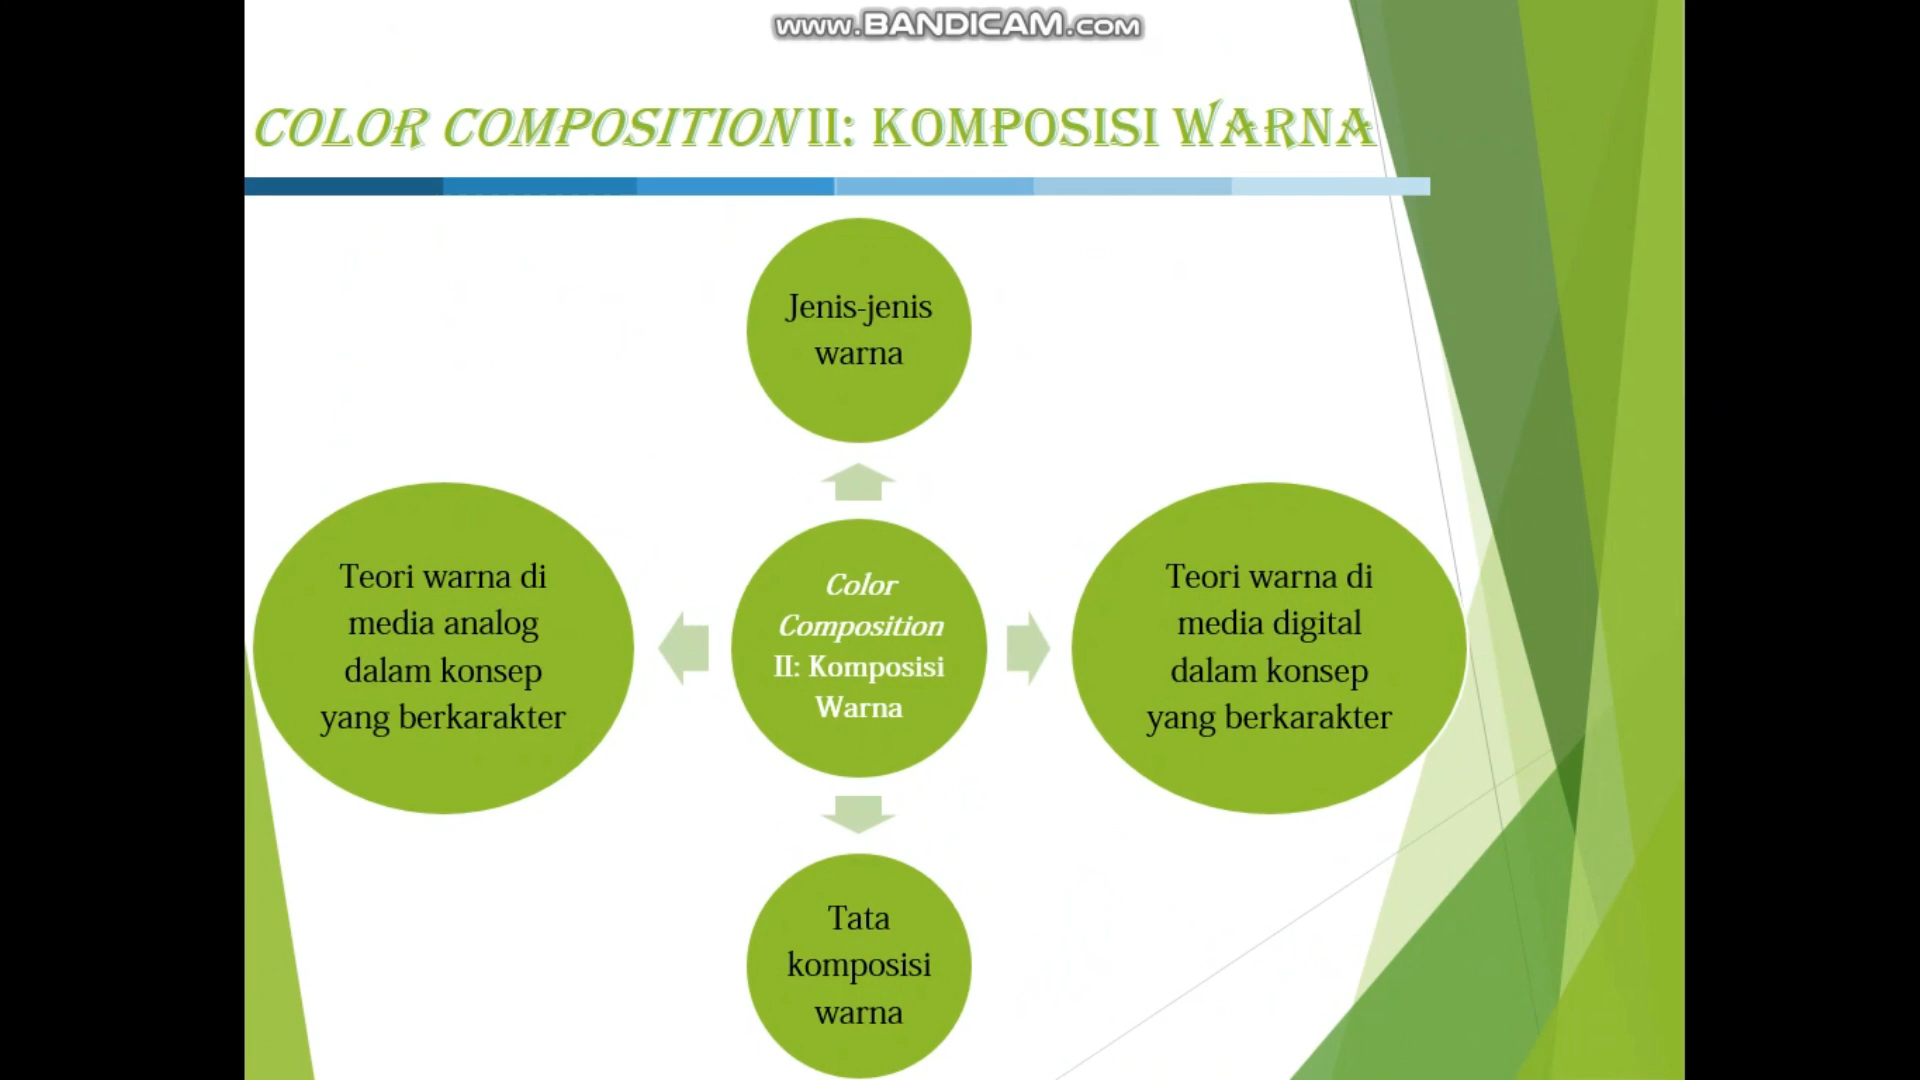 www.BANDICAM.com
COLOR COMPOSITION II: KOMPOSISI WARNA
Jenis-jenis
warna
Teori warna di
media analog
dalam konsep
yang berkarakter
Color
Composition
II: Komposisi
Warna
Teori warna di
media digital
dalam konsep
yang berkarakter
Tata
komposisi
warna